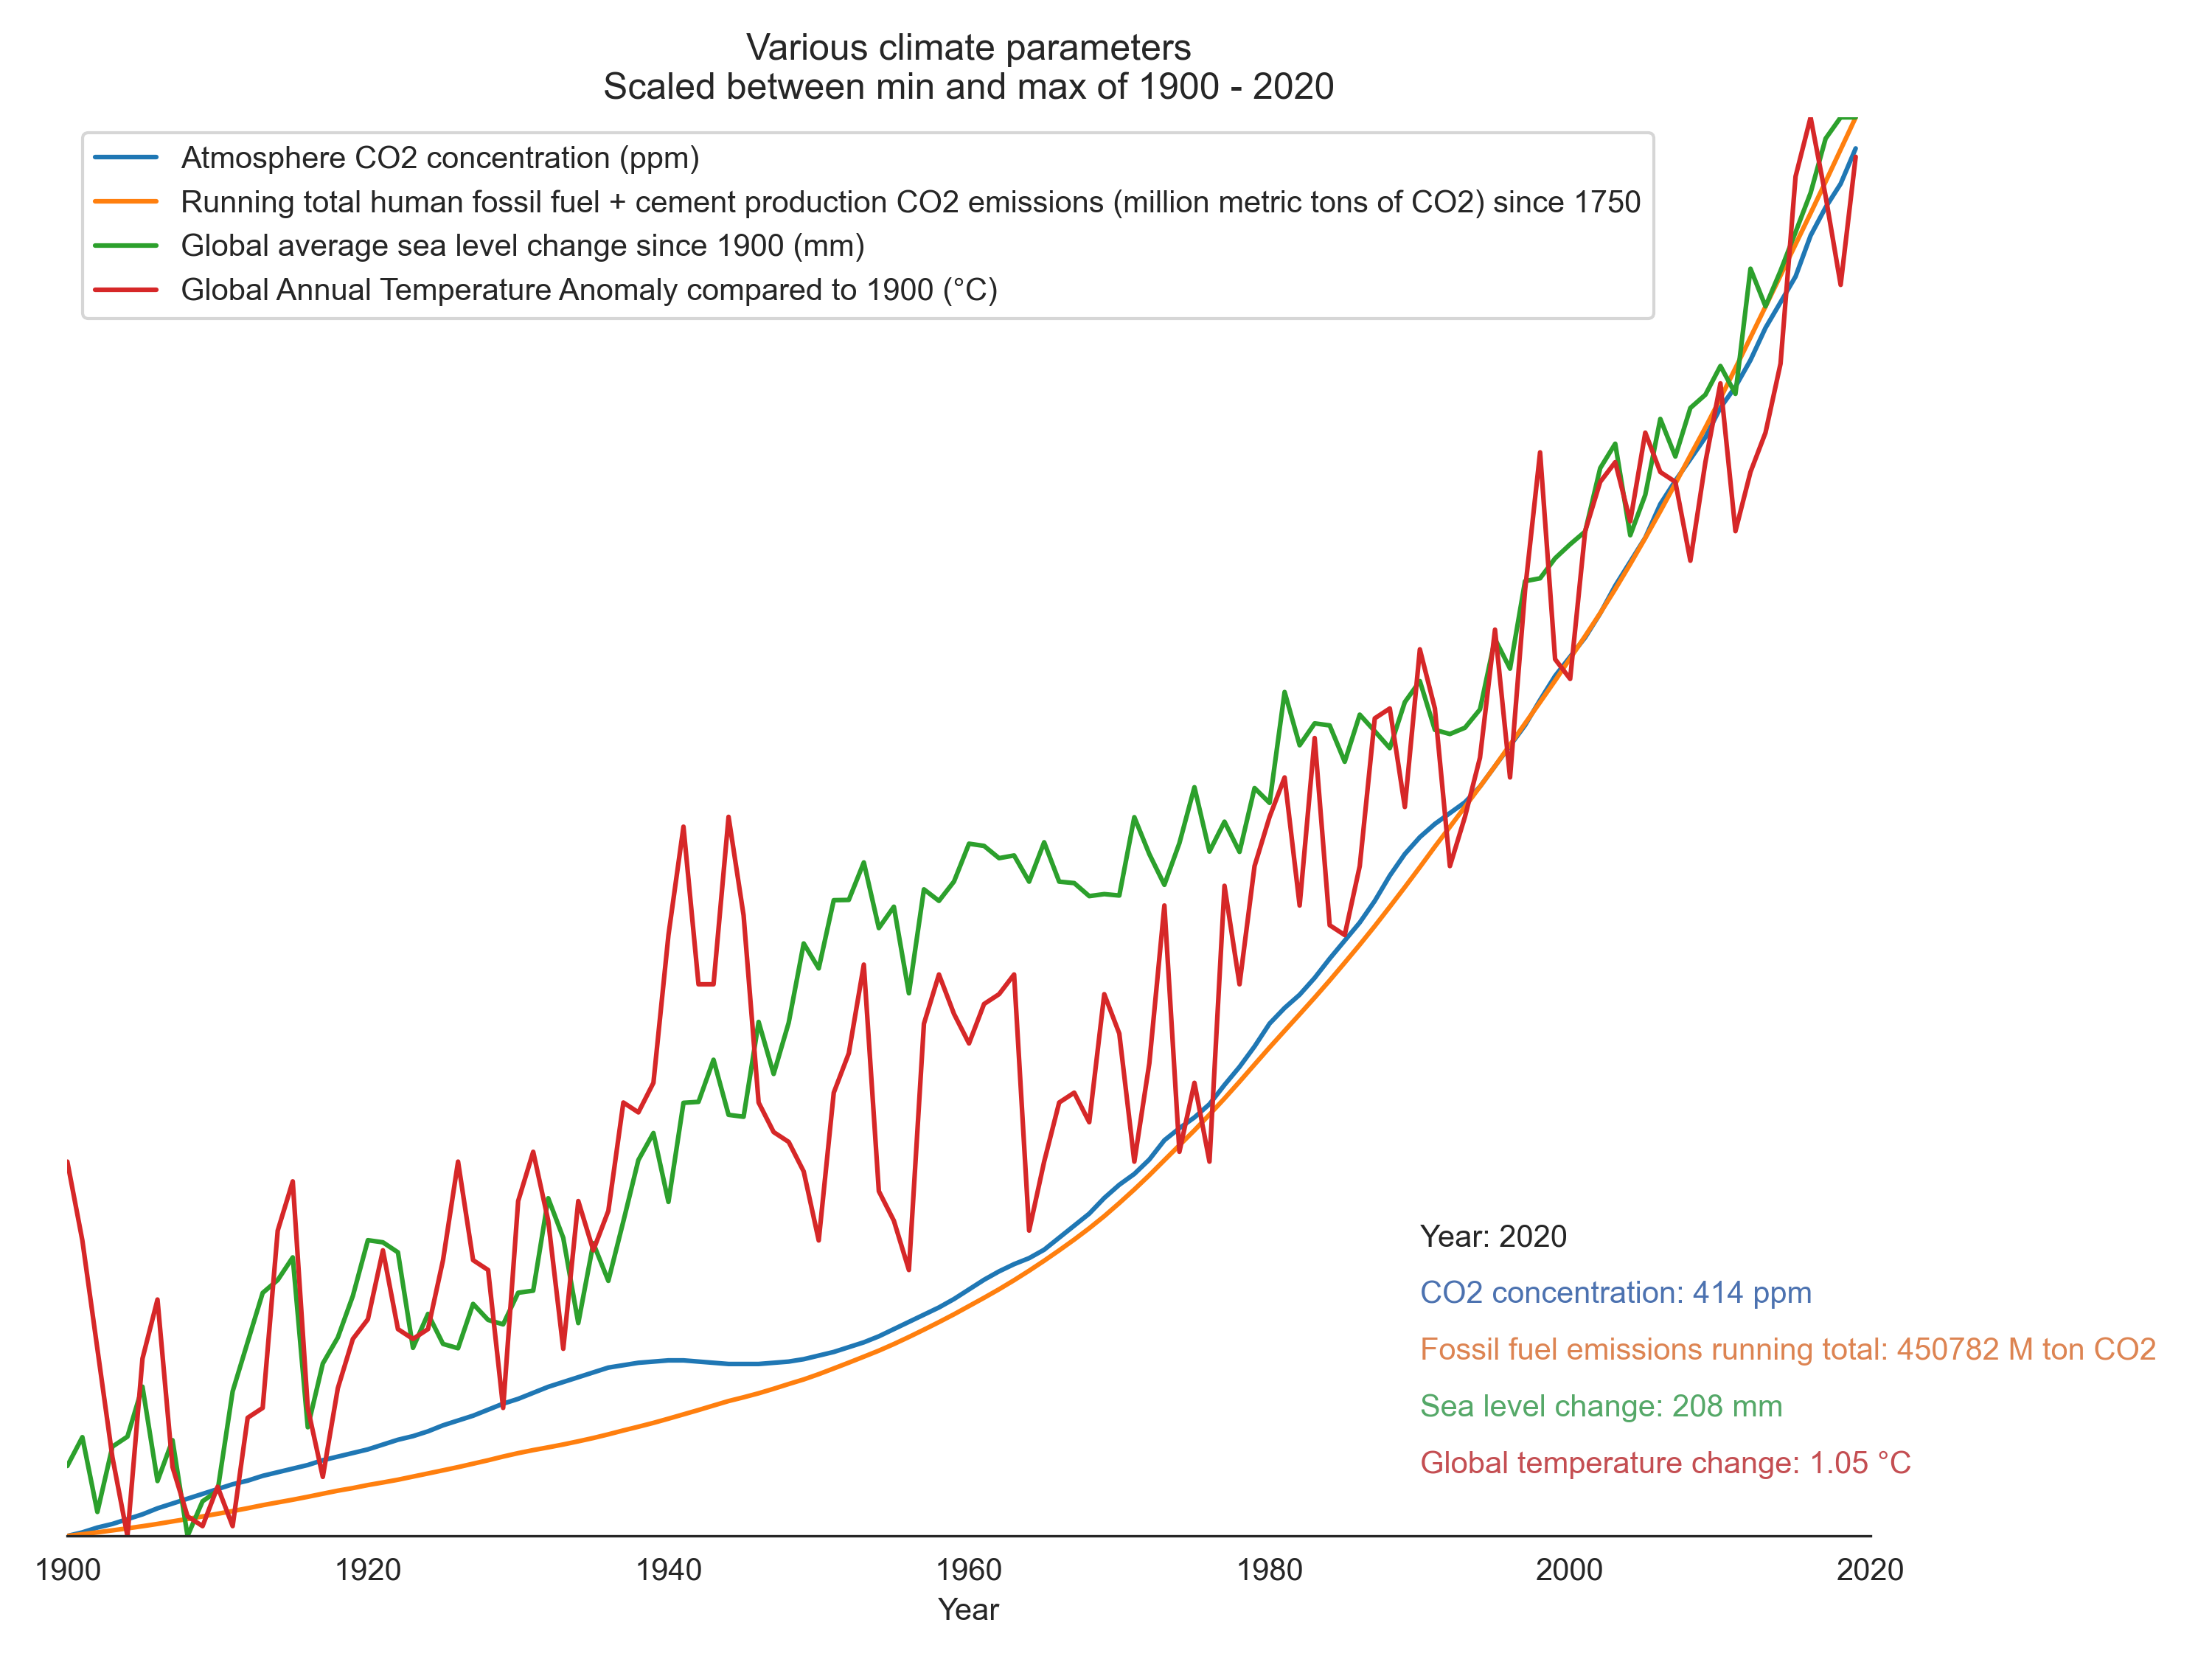 Various climate parameters
Scaled between min and max of 1900 - 2020
Atmosphere CO2 concentration (ppm)
Running total human fossil fuel + cement production CO2 emissions (million metric tons of CO2) since 1750
Global average sea level change since 1900 (mm)
Global Annual Temperature Anomaly compared to 1900 (°C)
Year: 2020
CO2 concentration: 414 ppm
Fossil fuel emissions running total: 450782 M ton CO2
Sea level change: 208 mm
Global temperature change: 1.05 °C
1900 1920 1940 1960 1980 2000 2020
Year